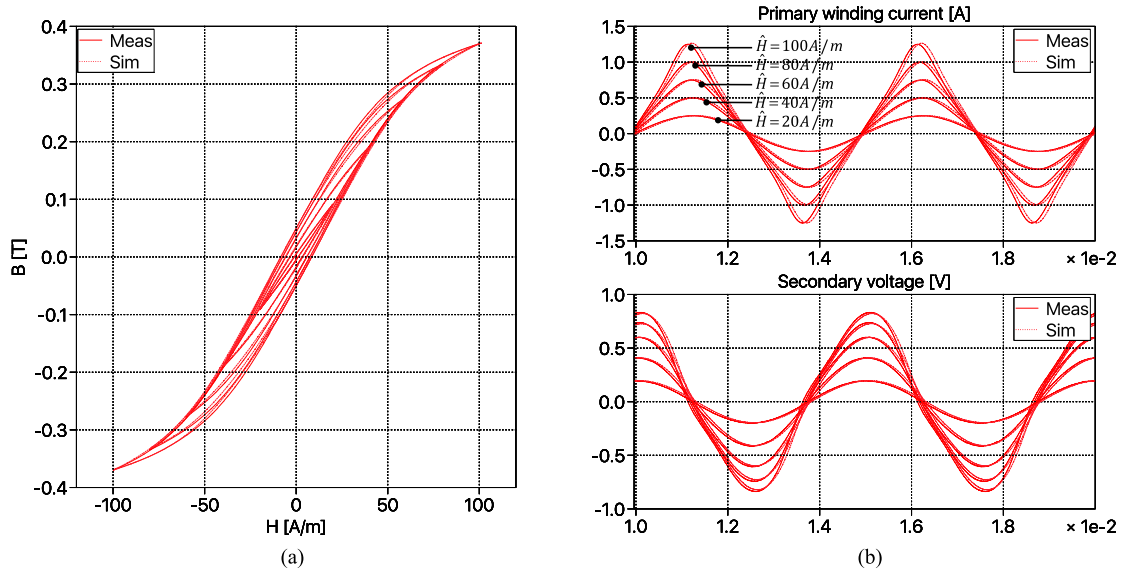 0.4
0.3
0.2
0.1
0.0
-0.1
-0.2
-0.3
-0.4
B [T]
Meas
Sim
-100
-50
0
50
100
H [A/m]
(a)
Primary winding current [A]
1.5
1.0
0.5
0.0
-0.5
-1.0
-1.5
Ĥ = 100A/m
Ĥ = 80A/m
Ĥ = 60A/m
Ĥ = 40A/m
Ĥ = 20A/m
Meas
Sim
1.0
1.2
1.4
1.6
1.8
× 1e-2
Secondary voltage [V]
1.0
0.5
0.0
-0.5
-1.0
Meas
Sim
1.0
1.2
1.4
1.6
1.8
× 1e-2
(b)